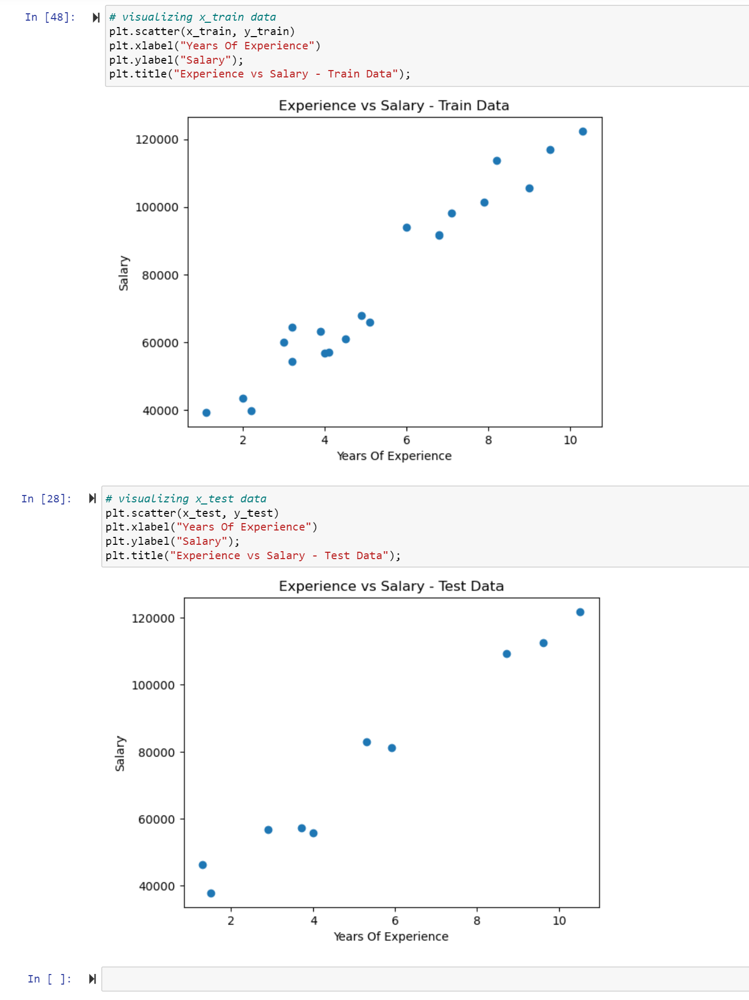 In [48]:
# visualizing x_train data
plt.scatter(x_train, y_train)
plt.xlabel("Years Of Experience")
plt.ylabel("Salary");
plt.title("Experience vs Salary - Train Data");
Experience vs Salary - Train Data
120000
100000
80000
60000
40000
Salary
2 4 6 8 10
Years Of Experience
In [28]:
# visualizing x_test data
plt.scatter(x_test, y_test)
plt.xlabel("Years Of Experience")
plt.ylabel("Salary");
plt.title("Experience vs Salary - Test Data");
Experience vs Salary - Test Data
120000
100000
80000
60000
40000
Salary
2 4 6 8 10
Years Of Experience
In [ ]: